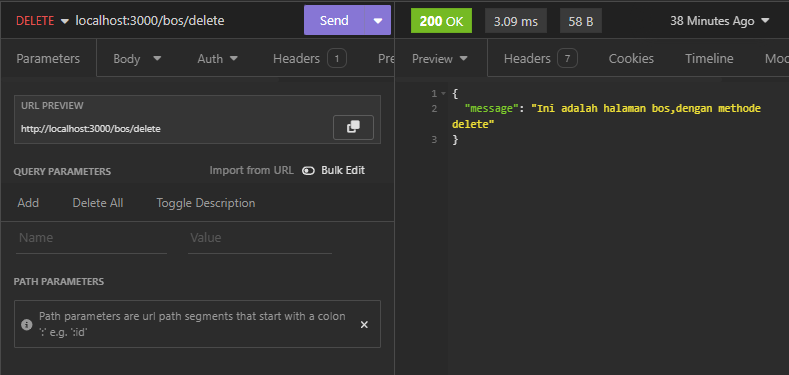 DELETE localhost:3000/bos/delete Send
200 OK 3.09 ms 58 B 38 Minutes Ago
Parameters Body Auth Headers 1 Pre
Preview Headers 7 Cookies Timeline Moc
URL PREVIEW
http://localhost:3000/bos/delete
QUERY PARAMETERS Import from URL Bulk Edit
Add Delete All Toggle Description
Name Value
PATH PARAMETERS
Path parameters are url path segments that start with a colon
':' e.g. ':id'
1 {
2 "message": "Ini adalah halaman bos,dengan methode
delete"
3 }